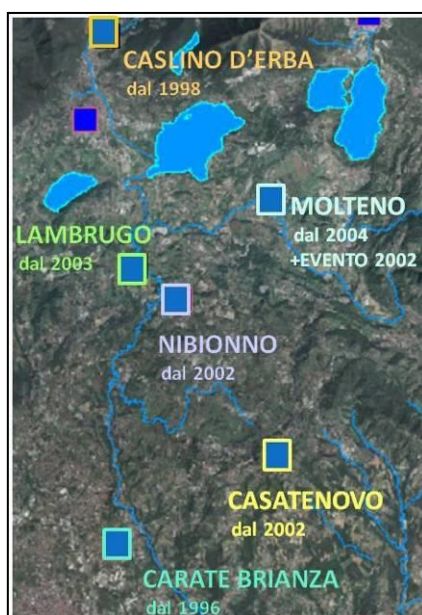 CASLINO D'ERBA
dal 1998
MOLTENO
dal 2004
+EVENTO 2002
LAMBRUGO
dal 2003
NIBIONNO
dal 2002
CASATENOVO
dal 2002
CARATE BRIANZA
dal 1996